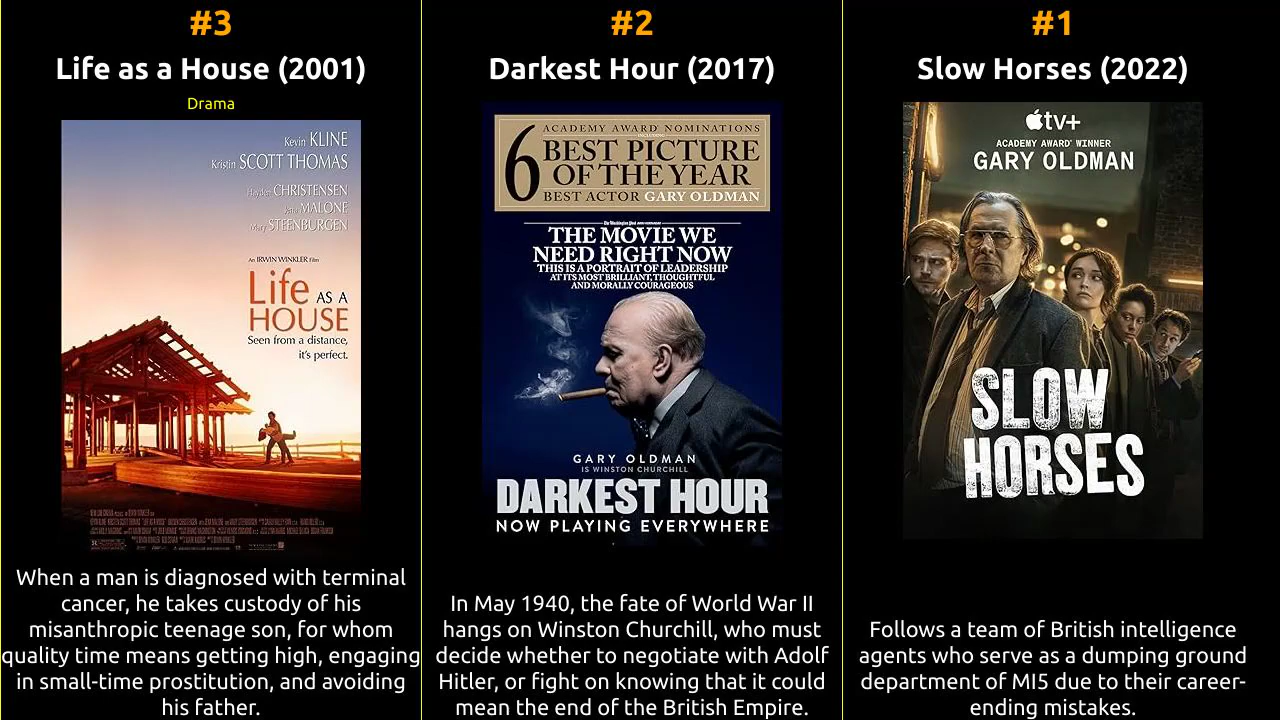 #3
Life as a House (2001)
Drama
Kevin KLINE
Kristin SCOTT THOMAS
Hayden CHRISTENSEN
Jena MALONE
Mary STEENBURGEN
An IRWIN WINKLER Film
Life AS A
HOUSE
Seen from a distance,
it's perfect.
When a man is diagnosed with terminal
cancer, he takes custody of his
misanthropic teenage son, for whom
quality time means getting high, engaging
in small-time prostitution, and avoiding
his father.
#2
Darkest Hour (2017)
6 ACADEMY AWARD NOMINATIONS
INCLUDING
BEST PICTURE
OF THE YEAR
BEST ACTOR GARY OLDMAN
The Washington Post
THE MOVIE WE
NEED RIGHT NOW
THIS IS A PORTRAIT OF LEADERSHIP
AT ITS MOST BRILLIANT, THOUGHTFUL
AND MORALLY COURAGEOUS
GARY OLDMAN
IS WINSTON CHURCHILL
DARKEST HOUR
NOW PLAYING EVERYWHERE
In May 1940, the fate of World War II
hangs on Winston Churchill, who must
decide whether to negotiate with Adolf
Hitler, or fight on knowing that it could
mean the end of the British Empire.
#1
Slow Horses (2022)
tv+
ACADEMY AWARD WINNER
GARY OLDMAN
SLOW
HORSES
Follows a team of British intelligence
agents who serve as a dumping ground
department of MI5 due to their career-
ending mistakes.